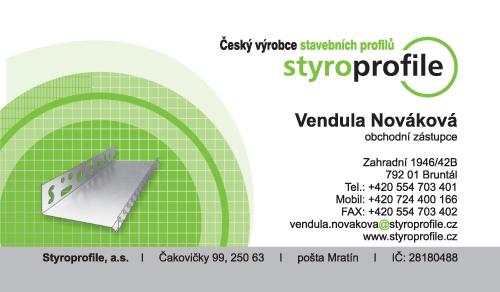 Český výrobce stavebních profilů
styroprofile
Vendula Nováková
obchodní zástupce
Zahradní 1946/42B
792 01 Bruntál
Tel.: +420 554 703 401
Mobil: +420 724 400 166
FAX: +420 554 703 402
vendula.novakova@styroprofile.cz
www.styroprofile.cz
Styroprofile, a.s. I Čakovičky 99, 250 63 I pošta Mratín I IČ: 28180488